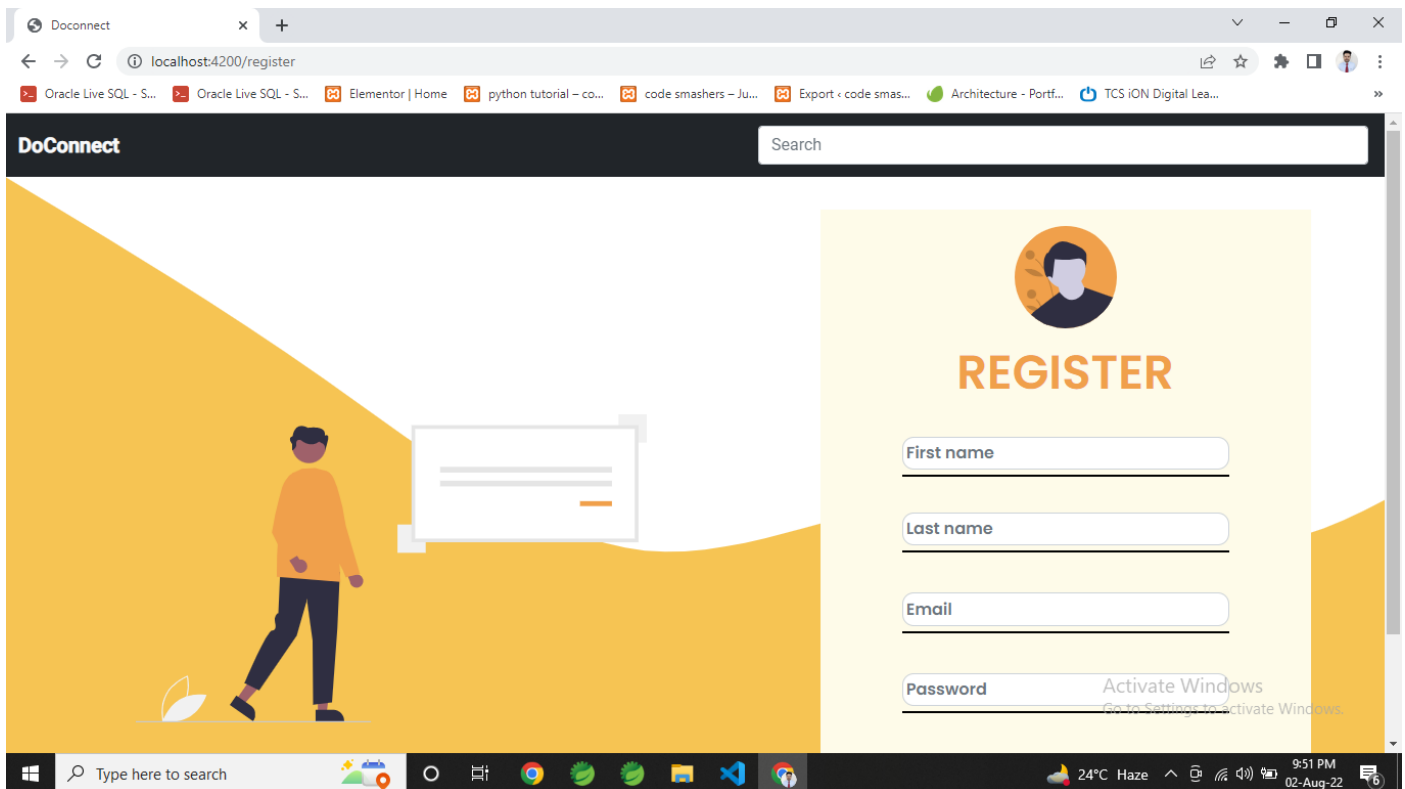 Doconnect
localhost:4200/register
Oracle Live SQL - S... Oracle Live SQL - S... Elementor | Home python tutorial – co... code smashers – Ju... Export ‹ code smas... Architecture - Portf... TCS iON Digital Lea... »
DoConnect Search
REGISTER
First name
Last name
Email
Password
Activate Windows
Go to Settings to activate Windows.
Type here to search 24°C Haze 9:51 PM
02-Aug-22
6